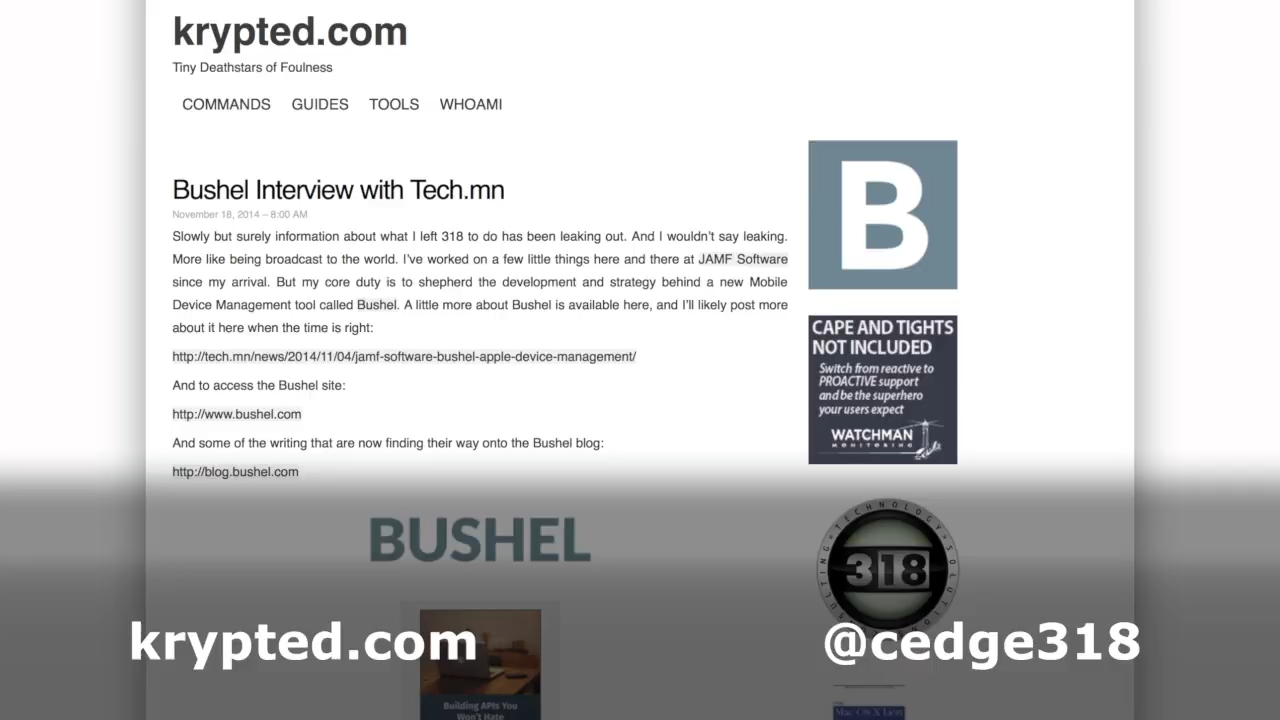 krypted.com
Tiny Deathstars of Foulness
COMMANDS GUIDES TOOLS WHOAMI
Bushel Interview with Tech.mn
November 18, 2014 – 8:00 AM
Slowly but surely information about what I left 318 to do has been leaking out. And I wouldn't say leaking.
More like being broadcast to the world. I've worked on a few little things here and there at JAMF Software
since my arrival. But my core duty is to shepherd the development and strategy behind a new Mobile
Device Management tool called Bushel. A little more about Bushel is available here, and I'll likely post more
about it here when the time is right:
http://tech.mn/news/2014/11/04/jamf-software-bushel-apple-device-management/
And to access the Bushel site:
http://www.bushel.com
And some of the writing that are now finding their way onto the Bushel blog:
http://blog.bushel.com
BUSHEL
Building APIs You
Won't Hate
B
CAPE AND TIGHTS
NOT INCLUDED
Switch from reactive to
PROACTIVE support
and be the superhero
your users expect
WATCHMAN
MONITORING
TECHNOLOGY
318
Mac OS X Lion
krypted.com
@cedge318